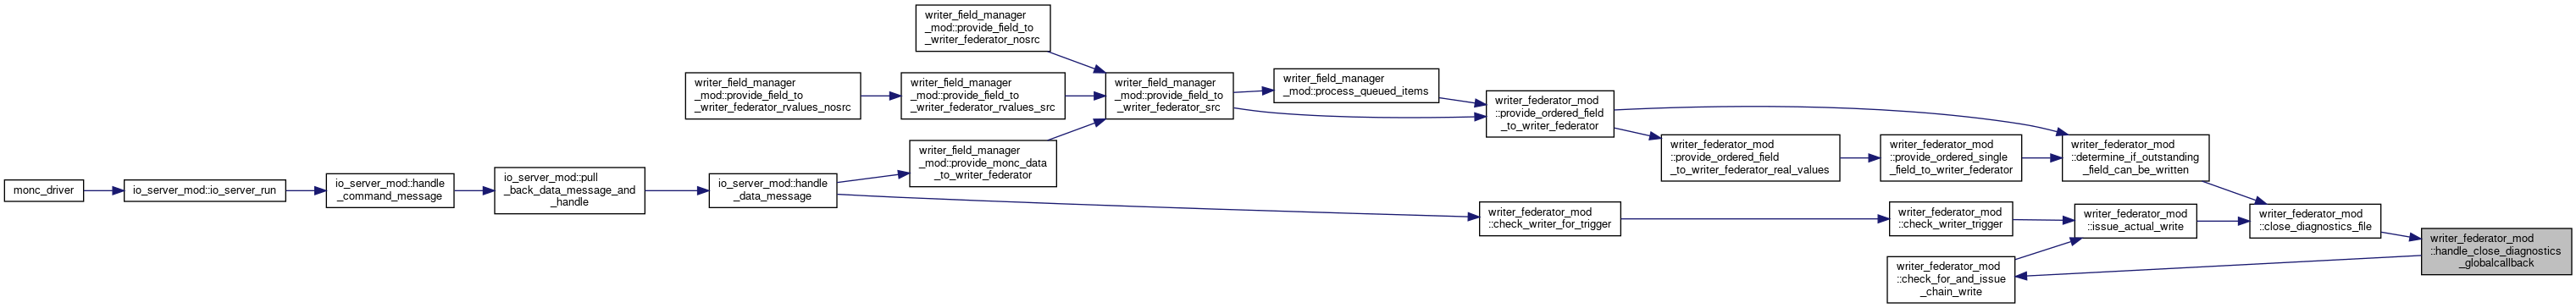 monc_driver
io_server_mod::io_server_run
io_server_mod::handle
_command_message
io_server_mod::pull
_back_data_message_and
_handle
io_server_mod::handle
_data_message
writer_field_manager
_mod::provide_field_to
_writer_federator_rvalues_nosrc
writer_field_manager
_mod::provide_field_to
_writer_federator_nosrc
writer_field_manager
_mod::provide_field_to
_writer_federator_rvalues_src
writer_field_manager
_mod::provide_monc_data
_to_writer_federator
writer_field_manager
_mod::provide_field_to
_writer_federator_src
writer_field_manager
_mod::process_queued_items
writer_federator_mod
::provide_ordered_field
_to_writer_federator
writer_federator_mod
::check_writer_for_trigger
writer_federator_mod
::provide_ordered_field
_to_writer_federator_real_values
writer_federator_mod
::provide_ordered_single
_field_to_writer_federator
writer_federator_mod
::check_writer_trigger
writer_federator_mod
::check_for_and_issue
_chain_write
writer_federator_mod
::determine_if_outstanding
_field_can_be_written
writer_federator_mod
::issue_actual_write
writer_federator_mod
::close_diagnostics_file
writer_federator_mod
::handle_close_diagnostics
_globalcallback